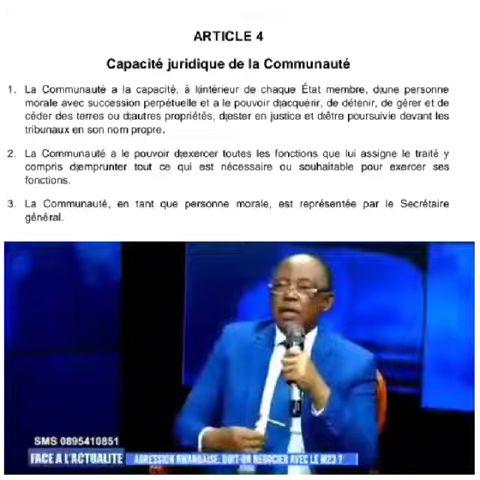 ARTICLE 4
Capacité juridique de la Communauté
1. La Communauté a la capacité, à lintérieur de chaque État membre, dune personne
morale avec succession perpétuelle et a le pouvoir dacquérir, de détenir, de gérer et de
céder des terres ou dautres propriétés, dester en justice et dêtre poursuivie devant les
tribunaux en son nom propre.
2. La Communauté a le pouvoir dexercer toutes les fonctions que lui assigne le traité y
compris demprunter tout ce qui est nécessaire ou souhaitable pour exercer ses
fonctions.
3. La Communauté, en tant que personne morale, est représentée par le Secrétaire
général.
SMS 0895410851
FACE A L'ACTUALITE
AGRESSION RWANDAISE: DOIT-ON NEGOCIER AVEC LE M23 ?